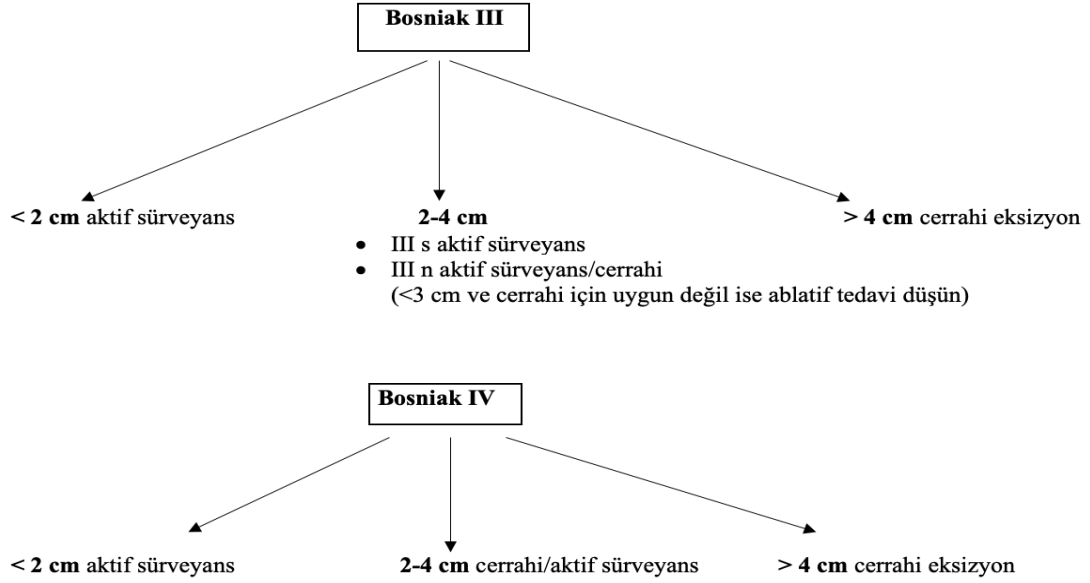 Bosniak III
< 2 cm aktif sürveyans
2-4 cm
> 4 cm cerrahi eksizyon
• III s aktif sürveyans
• III n aktif sürveyans/cerrahi
(<3 cm ve cerrahi için uygun değil ise ablatif tedavi düşün)
Bosniak IV
< 2 cm aktif sürveyans
2-4 cm cerrahi/aktif sürveyans
> 4 cm cerrahi eksizyon